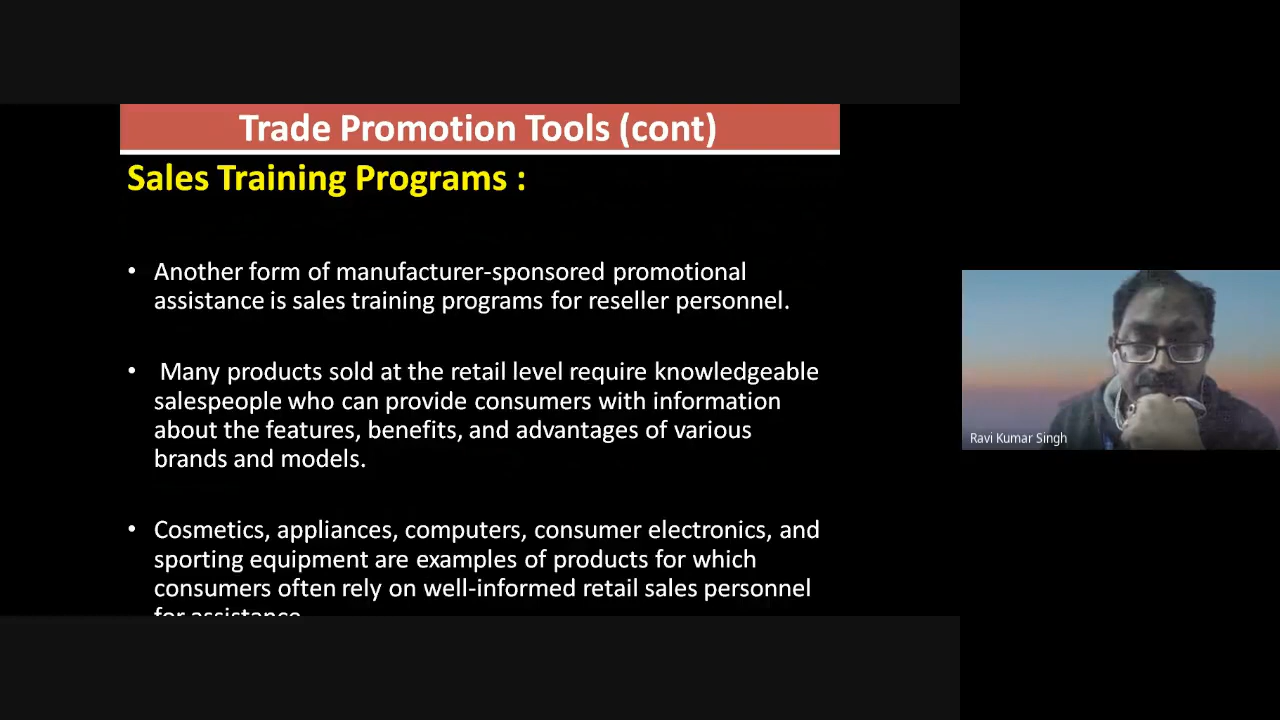 Trade Promotion Tools (cont)
Sales Training Programs :
• Another form of manufacturer-sponsored promotional
assistance is sales training programs for reseller personnel.
• Many products sold at the retail level require knowledgeable
salespeople who can provide consumers with information
about the features, benefits, and advantages of various
brands and models.
• Cosmetics, appliances, computers, consumer electronics, and
sporting equipment are examples of products for which
consumers often rely on well-informed retail sales personnel
for assistance.
Ravi Kumar Singh